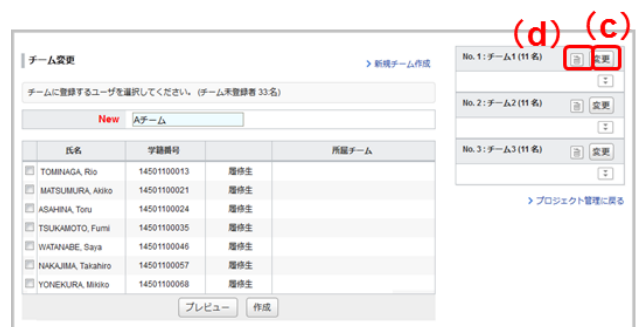 (d) (c)
チーム変更
> 新規チーム作成
チームに登録するユーザを選択してください。 (チーム未登録者 33名)
New Aチーム
氏名 学籍番号 所属チーム
TOMINAGA, Rio 14501100013 履修生
MATSUMURA, Akiko 14501100021 履修生
ASAHINA, Toru 14501100024 履修生
TSUKAMOTO, Fumi 14501100035 履修生
WATANABE, Saya 14501100046 履修生
NAKAJIMA, Takahiro 14501100057 履修生
YONEKURA, Mikiko 14501100068 履修生
プレビュー 作成
No. 1 : チーム1 (11 名) 変更
No. 2 : チーム2 (11 名) 変更
No. 3 : チーム3 (11 名) 変更
> プロジェクト管理に戻る